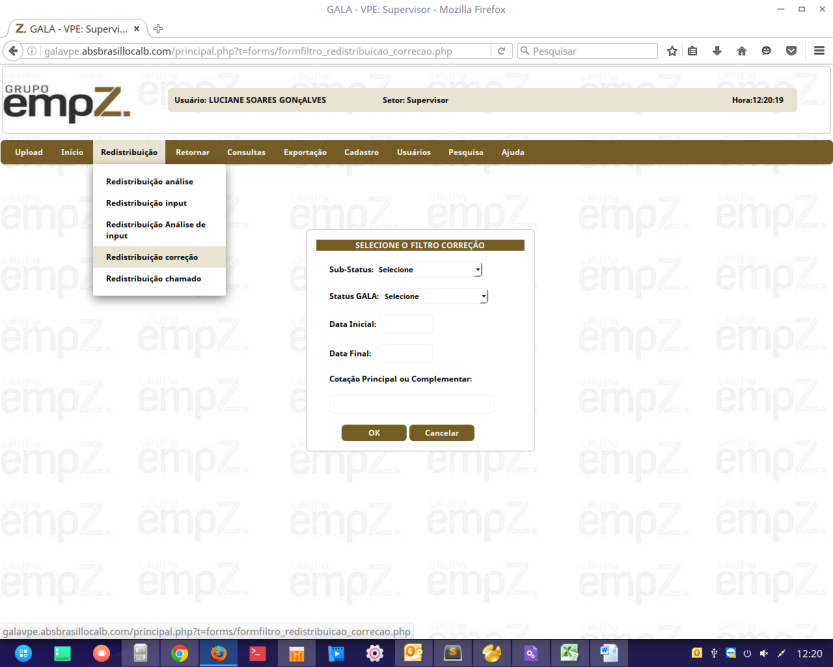 GALA - VPE: Supervisor - Mozilla Firefox
Z. GALA - VPE: Supervi...
galavpe.absbrasillocalb.com/principal.php?t=forms/formfiltro_redistribuicao_correcao.php
Pesquisar
GRUPO
empZ.
Usuário: LUCIANE SOARES GONçALVES Setor: Supervisor Hora:12:20:19
Upload Início Redistribuição Retornar Consultas Exportação Cadastro Usuários Pesquisa Ajuda
Redistribuição análise
Redistribuição input
Redistribuição Análise de
input
Redistribuição correção
Redistribuição chamado
SELECIONE O FILTRO CORREÇÃO
Sub-Status: Selecione
Status GALA: Selecione
Data Inicial:
Data Final:
Cotação Principal ou Complementar:
OK Cancelar
galavpe.absbrasillocalb.com/principal.php?t=forms/formfiltro_redistribuicao_correcao.php
12:20